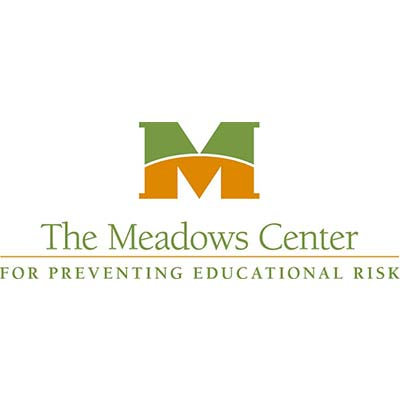 M
The Meadows Center
FOR PREVENTING EDUCATIONAL RISK